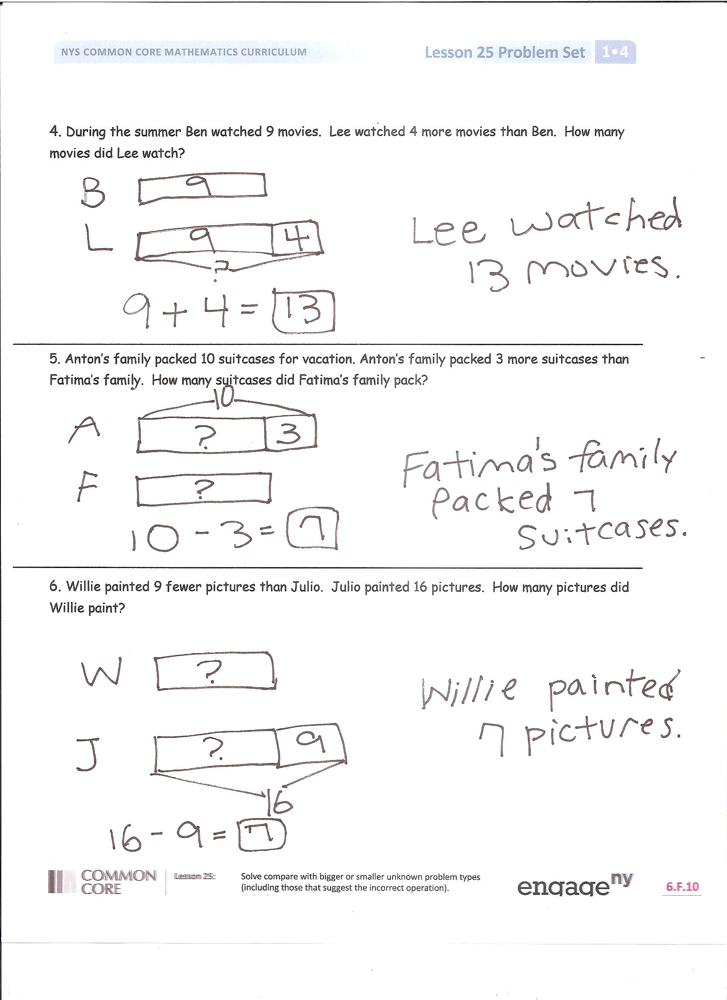 NYS COMMON CORE MATHEMATICS CURRICULUM
Lesson 25 Problem Set
1•4
4. During the summer Ben watched 9 movies. Lee watched 4 more movies than Ben. How many
movies did Lee watch?
B 9
L 9 4
?
9 + 4 = 13
Lee watched
13 movies.
5. Anton's family packed 10 suitcases for vacation. Anton's family packed 3 more suitcases than
Fatima's family. How many suitcases did Fatima's family pack?
10
A ? 3
F ?
10 - 3 = 7
Fatima's family
packed 7
suitcases.
6. Willie painted 9 fewer pictures than Julio. Julio painted 16 pictures. How many pictures did
Willie paint?
W ?
J ? 9
16
16 - 9 = 7
Willie painted
7 pictures.
COMMON
CORE
Lesson 25:
Solve compare with bigger or smaller unknown problem types
(including those that suggest the incorrect operation).
engage ny
6.F.10